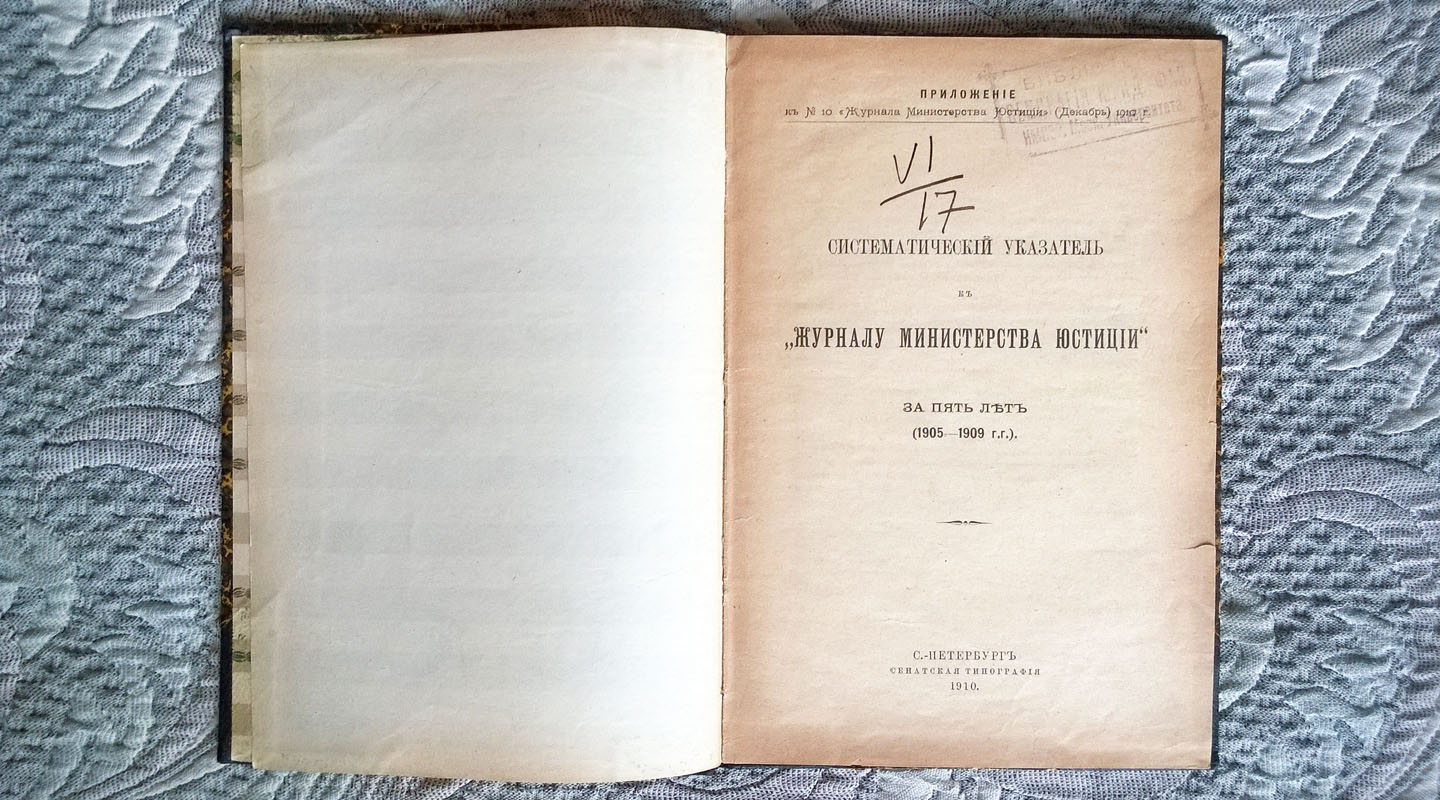 ПРИЛОЖЕНІЕ
къ № 10 «Журнала Министерства Юстиціи» (Декабрь) г.
VI
17
СИСТЕМАТИЧЕСКІЙ УКАЗАТЕЛЬ
КЪ
„ЖУРНАЛУ МИНИСТЕРСТВА ЮСТИЦІИ“
ЗА ПЯТЬ ЛѢТЪ
(1905—1909 г.г.).
С.-ПЕТЕРБУРГЪ
СЕНАТСКАЯ ТИПОГРАФІЯ
1910.